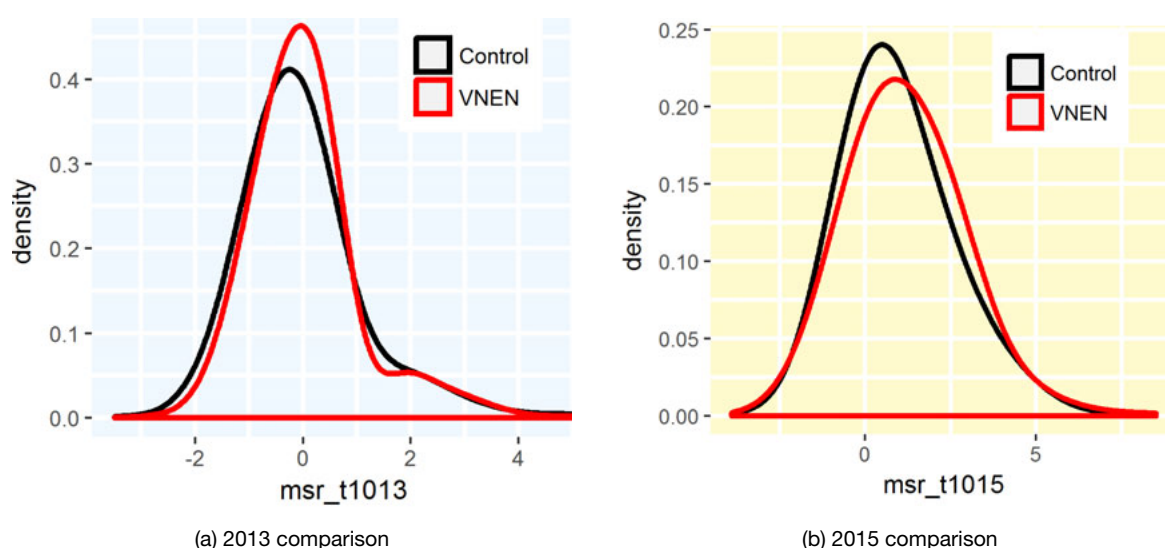 0.4
0.3
0.2
0.1
0.0
density
-2
0
2
4
msr_t1013
Control
VNEN
(a) 2013 comparison
0.25
0.20
0.15
0.10
0.05
0.00
density
0
5
msr_t1015
Control
VNEN
(b) 2015 comparison